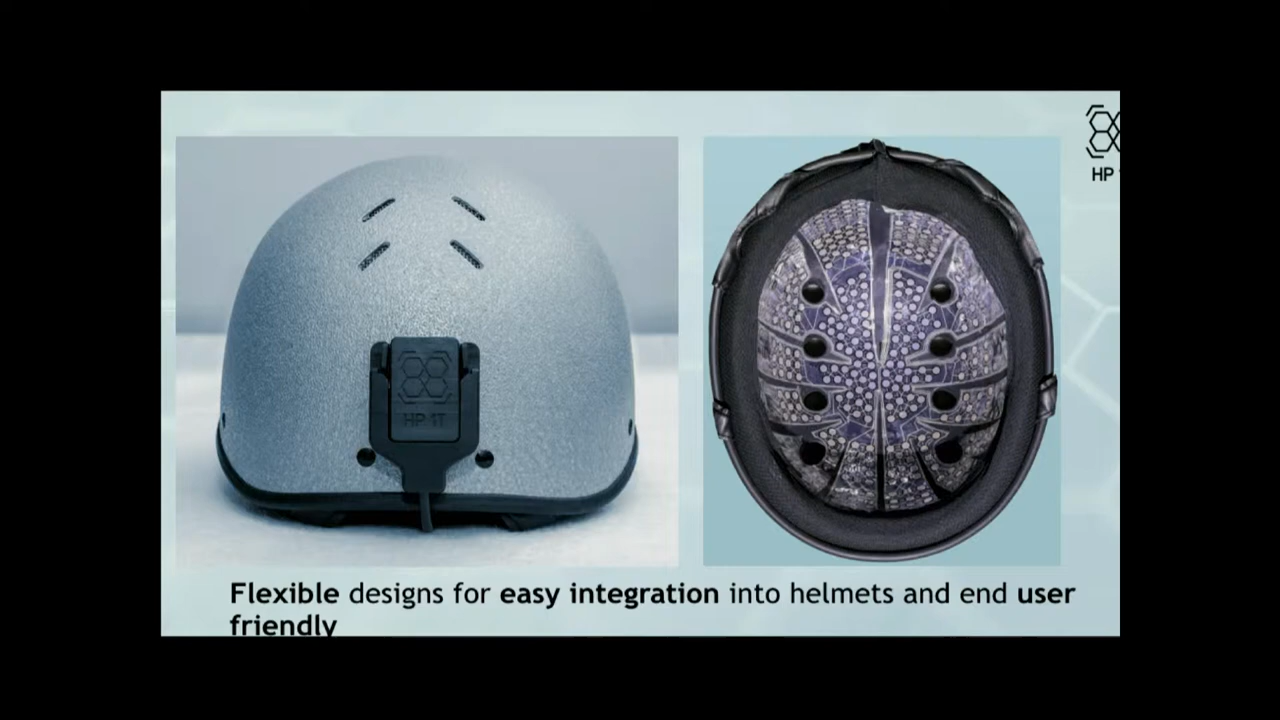 HP
HP 1T
Flexible designs for easy integration into helmets and end user
friendly